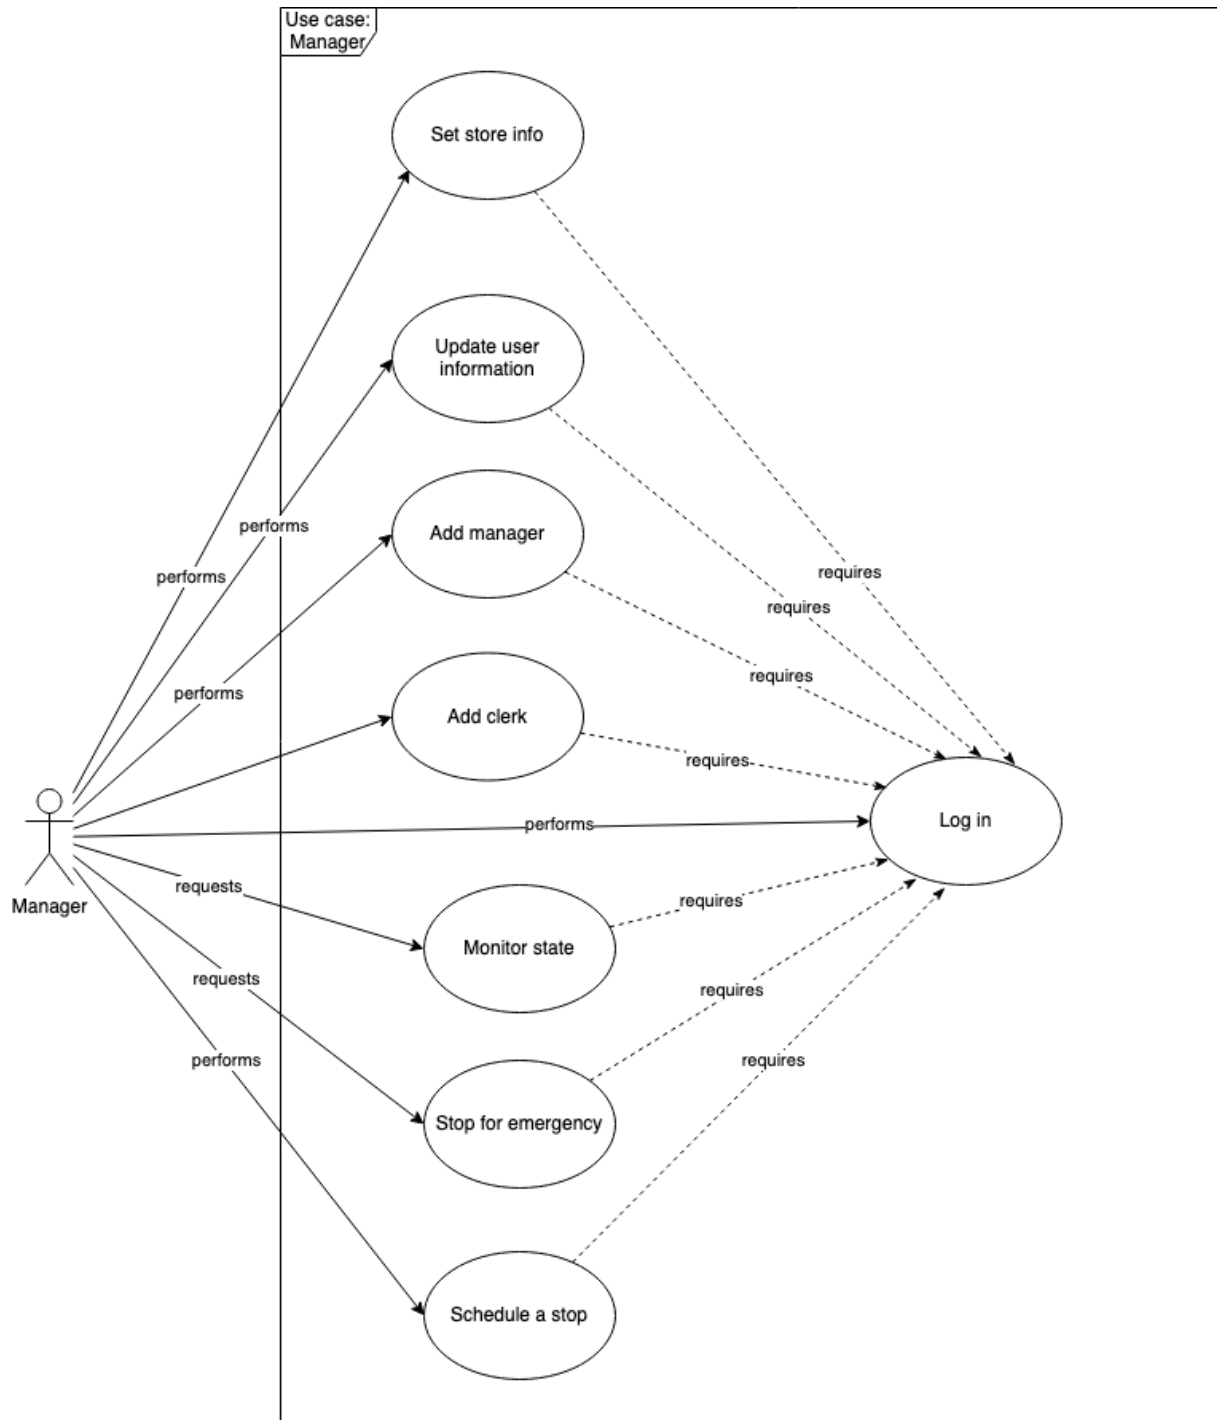 Use case:
Manager
Set store info
Update user
information
performs
Add manager
performs
requires
requires
requires
performs
Add clerk
requires
performs
Log in
requests
Manager
requires
Monitor state
requests
requires
performs
requires
Stop for emergency
Schedule a stop